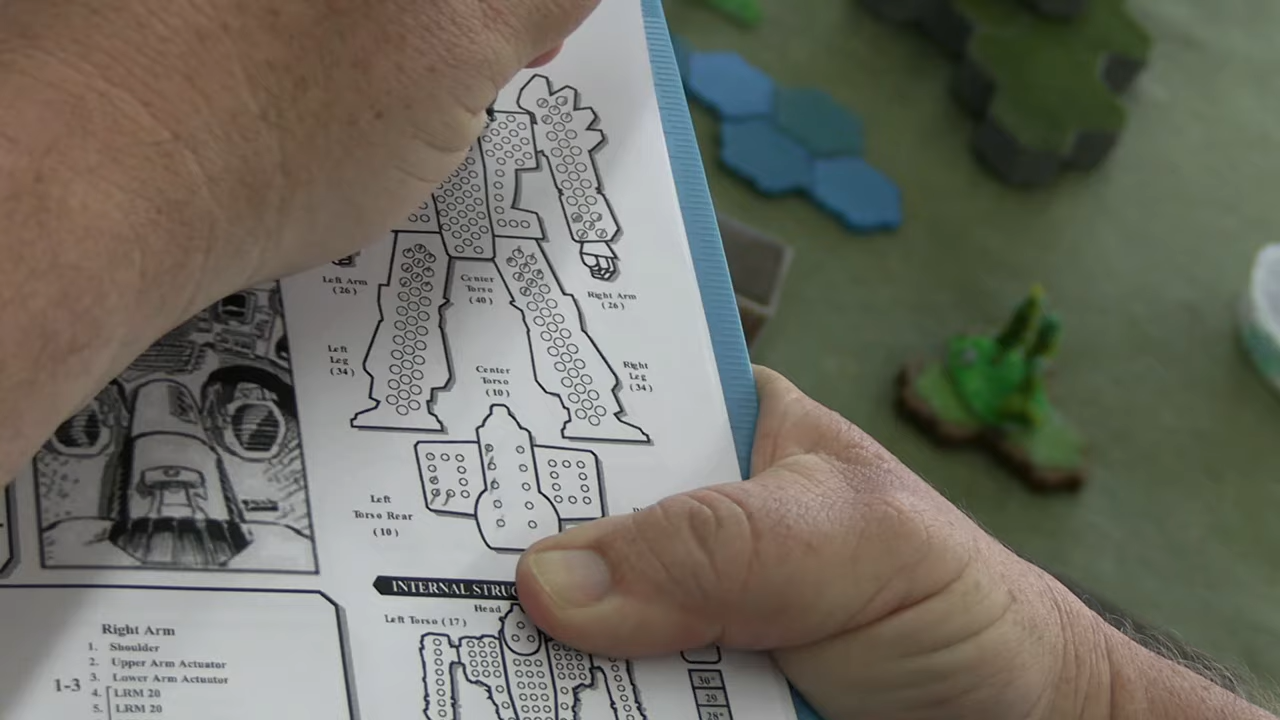 Left Arm
(26)
Center
Torso
(40)
Right Arm
(26)
Left
Leg
(34)
Right
Leg
(34)
Center
Torso
(10)
Left
Torso Rear
(10)
INTERNAL STRUC
Head
Left Torso (17)
Right Arm
1. Shoulder
2. Upper Arm Actuator
3. Lower Arm Actuator
1-3
4. LRM 20
5. LRM 20
30*
29
28*